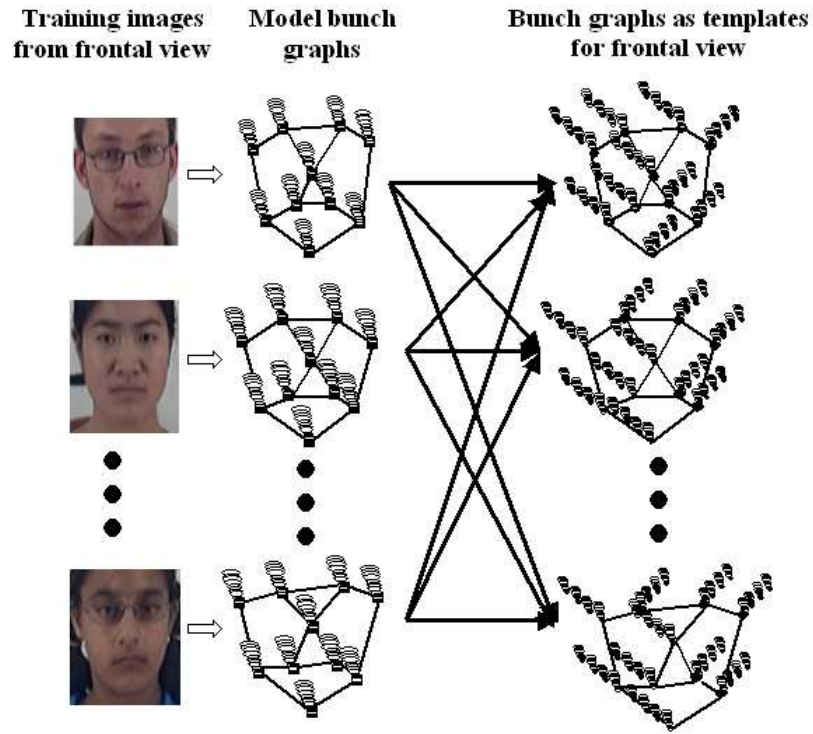 Training images
from frontal view
Model bunch
graphs
Bunch graphs as templates
for frontal view